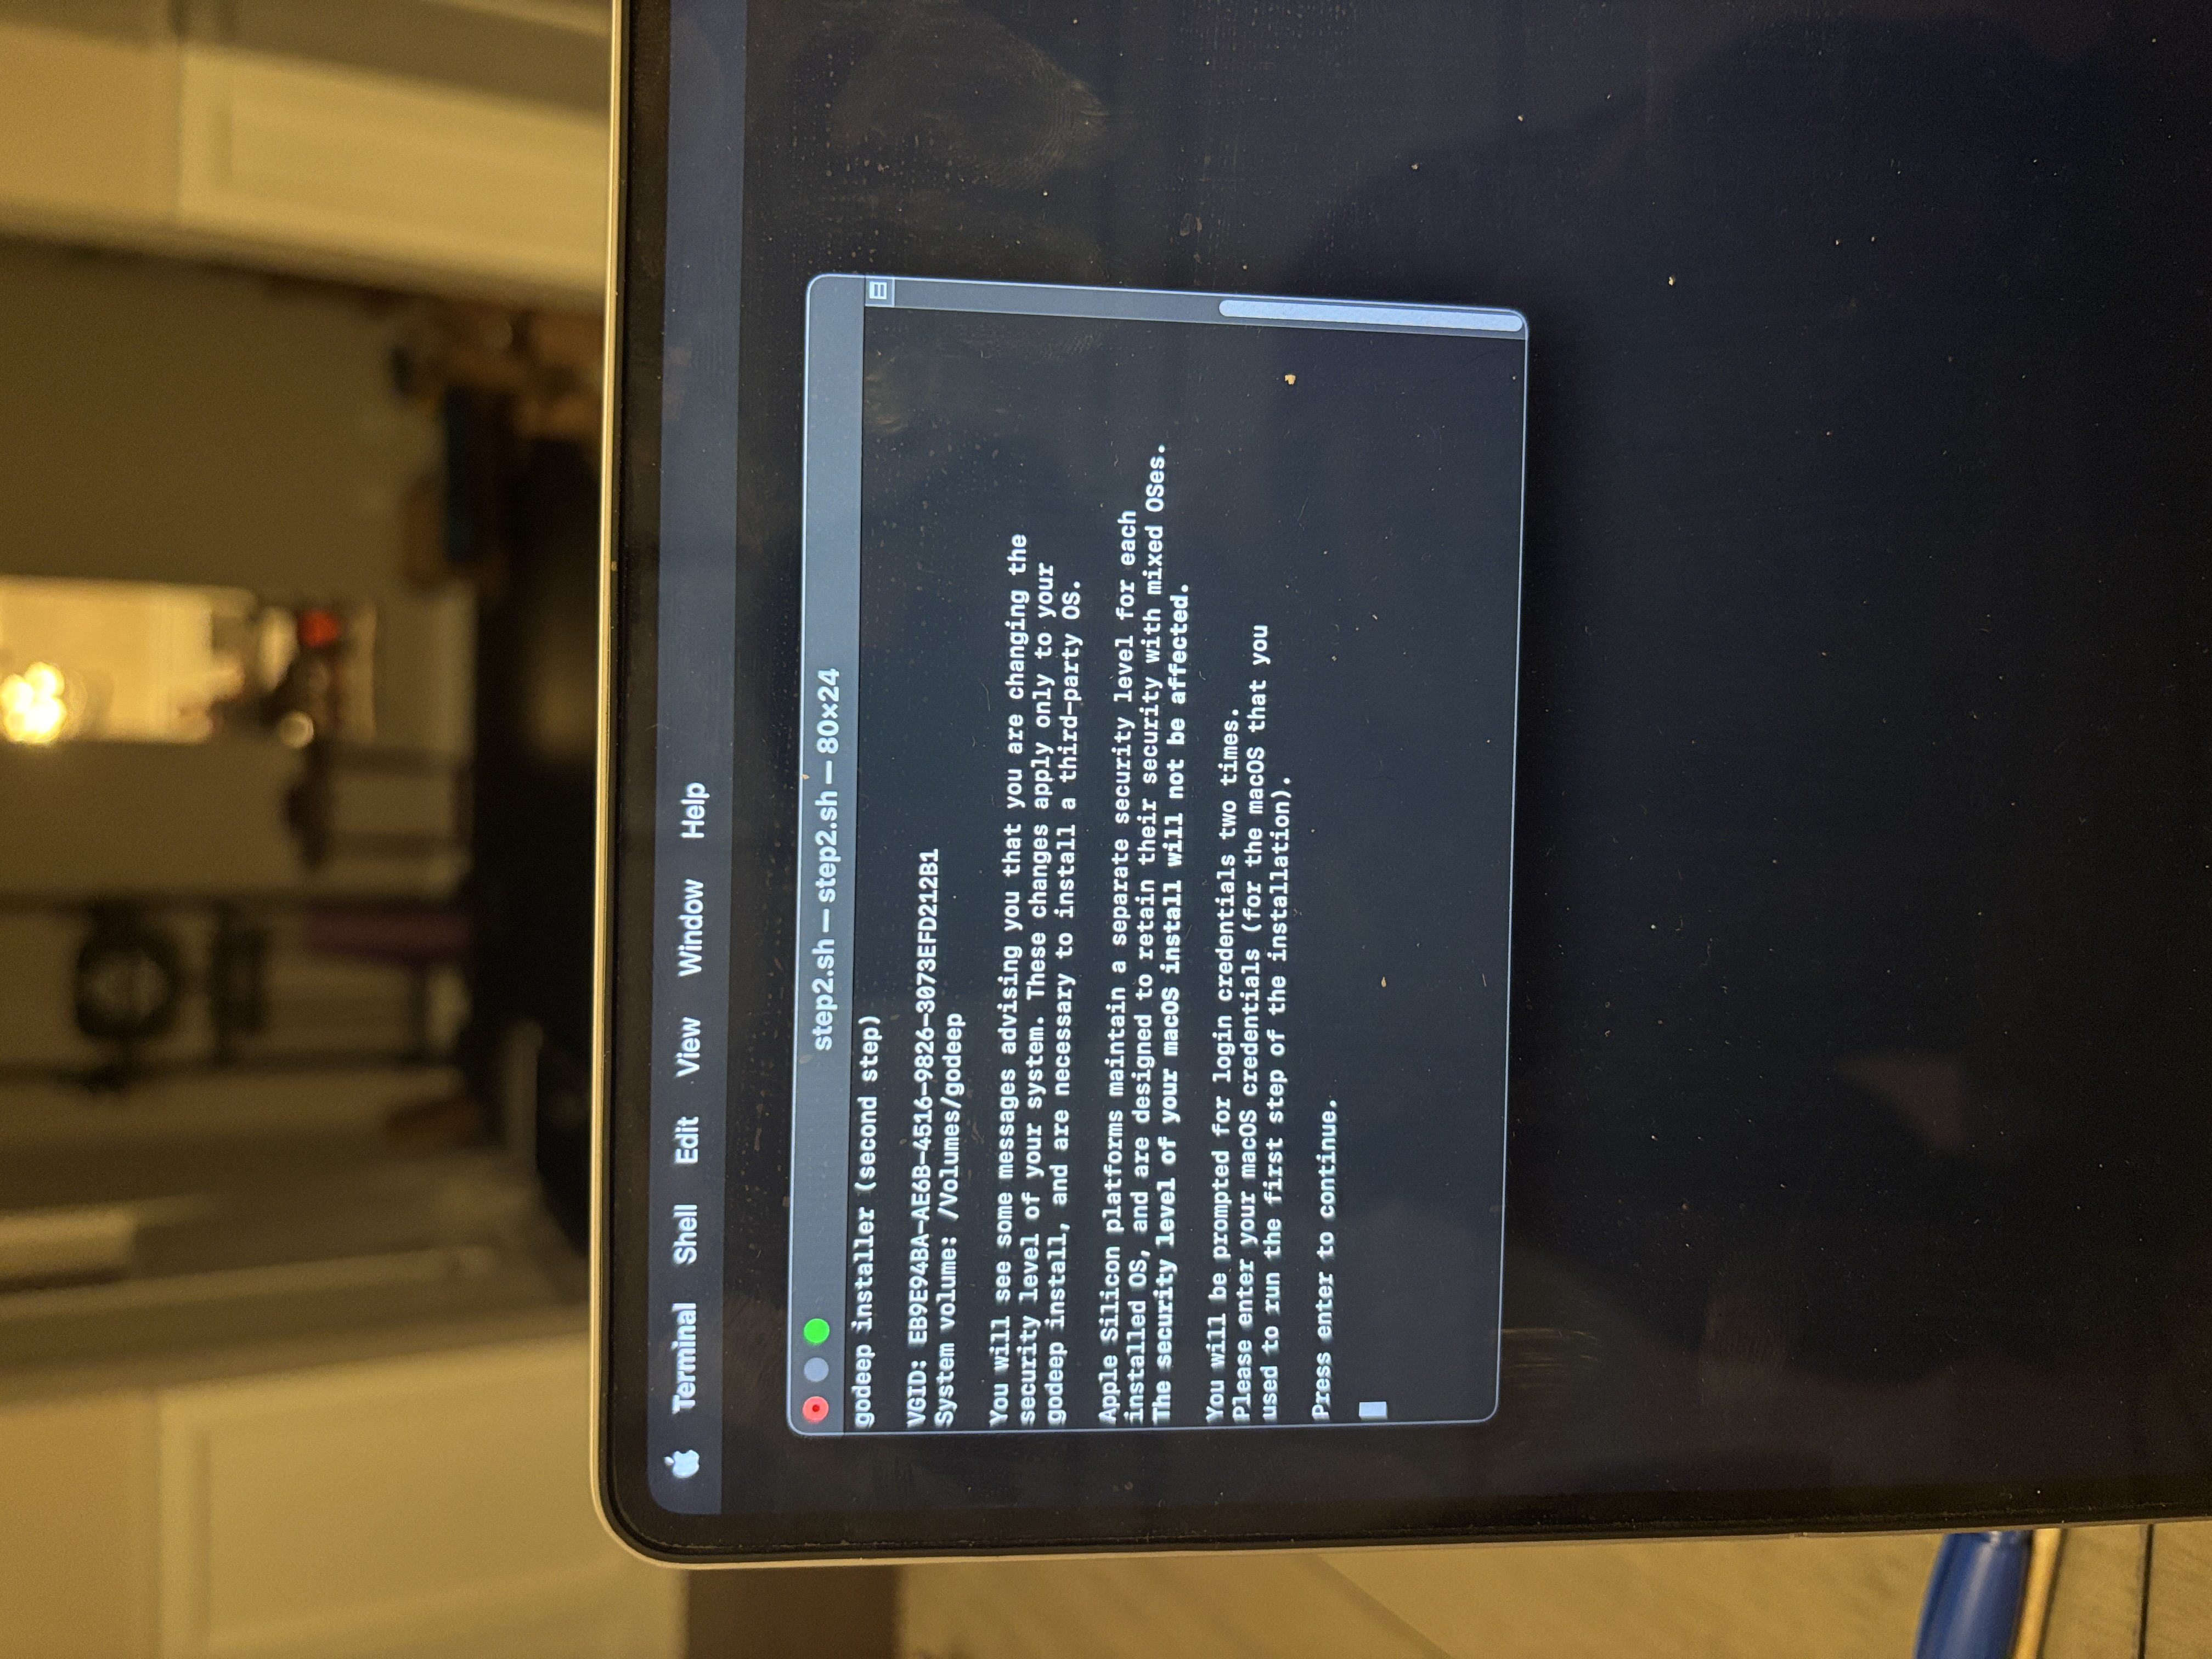 Terminal Shell Edit View Window Help
step2.sh — step2.sh — 80×24
godeep installer (second step)
VGID: EB9E94BA-AE6B-4516-9826-3073EFD212B1
System volume: /Volumes/godeep
You will see some messages advising you that you are changing the
security level of your system. These changes apply only to your
godeep install, and are necessary to install a third-party OS.
Apple Silicon platforms maintain a separate security level for each
installed OS, and are designed to retain their security with mixed OSes.
The security level of your macOS install will not be affected.
You will be prompted for login credentials two times.
Please enter your macOS credentials (for the macOS that you
used to run the first step of the installation).
Press enter to continue.